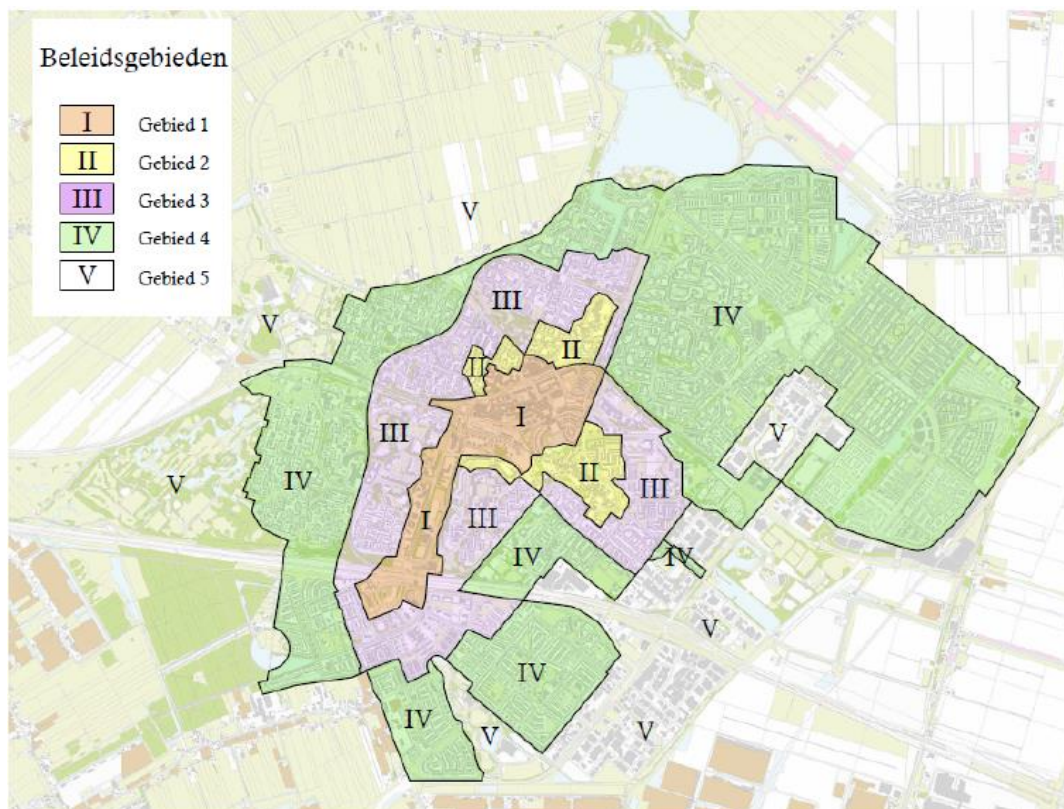 Beleidsgebieden
I Gebied 1
II Gebied 2
III Gebied 3
IV Gebied 4
V Gebied 5
V
III
V
IV
II
II
I
III
V
IV
V
II
III
I
III
IV
IV
V
IV
IV
V
V